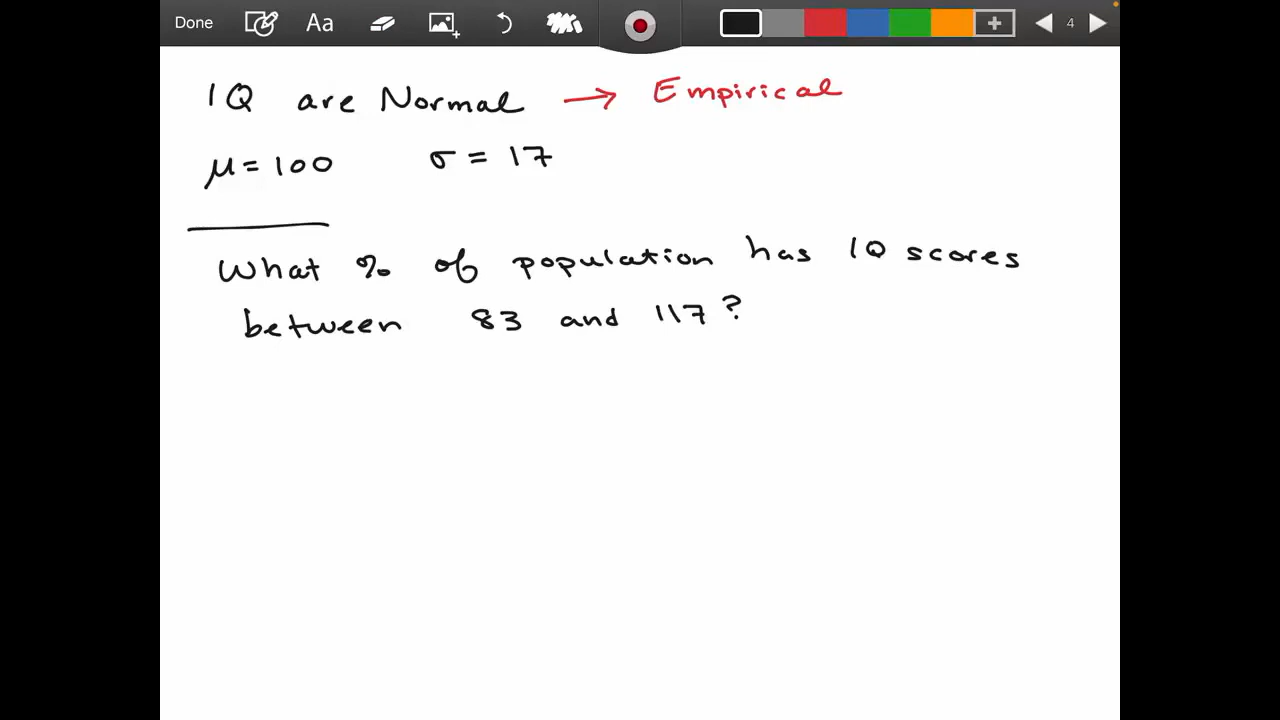 Done Aa 4
IQ are Normal → Empirical
μ = 100 σ = 17
What % of population has IQ scores
between 83 and 117?